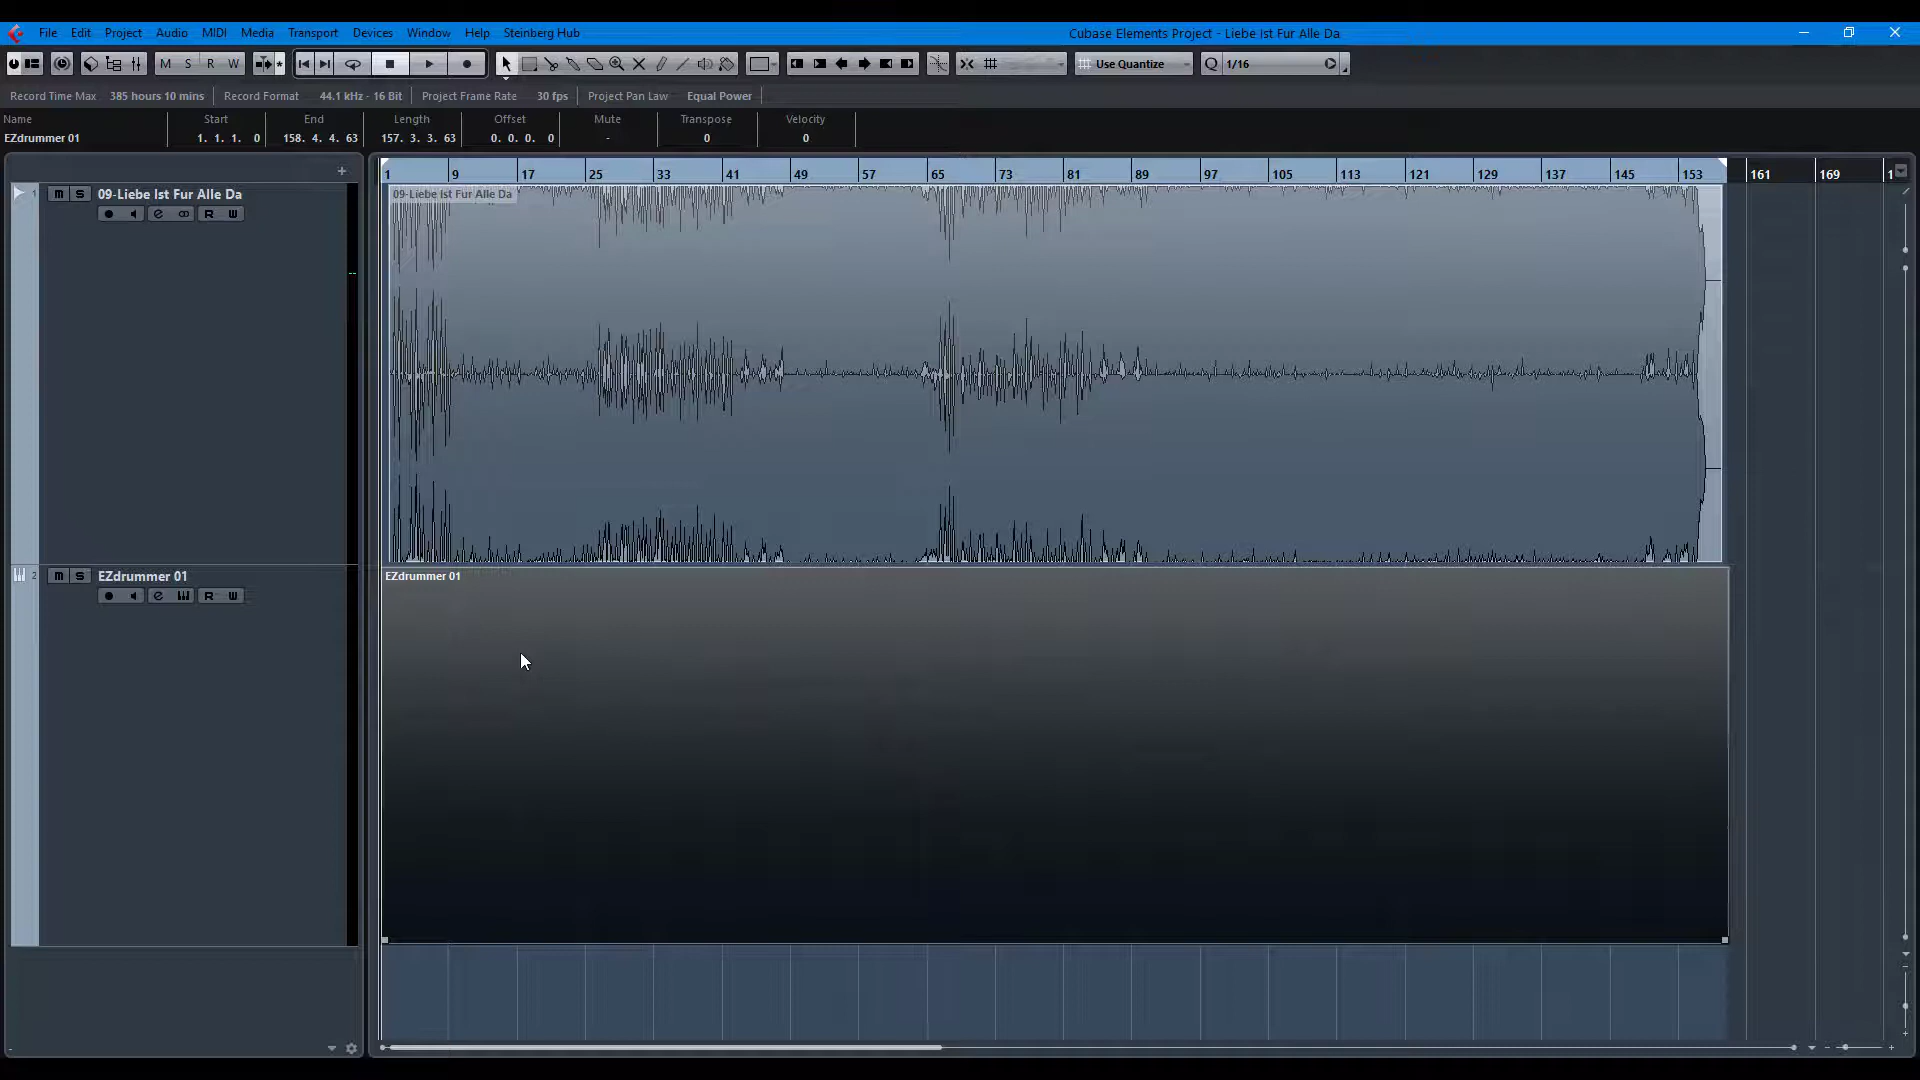 File Edit Project Audio MIDI Media Transport Devices Window Help Steinberg Hub Cubase Elements Project - Liebe Ist Fur Alle Da
M S R W Use Quantize Q 1/16
Record Time Max 385 hours 10 mins Record Format 44.1 kHz - 16 Bit Project Frame Rate 30 fps Project Pan Law Equal Power
Name Start End Length Offset Mute Transpose Velocity
EZdrummer 01 1. 1. 1. 0 158. 4. 4. 63 157. 3. 3. 63 0. 0. 0. 0 - 0 0
1 9 17 25 33 41 49 57 65 73 81 89 97 105 113 121 129 137 145 153 161 169 1
1 m S 09-Liebe Ist Fur Alle Da
09-Liebe Ist Fur Alle Da
e R W
2 m S EZdrummer 01
EZdrummer 01
e R W